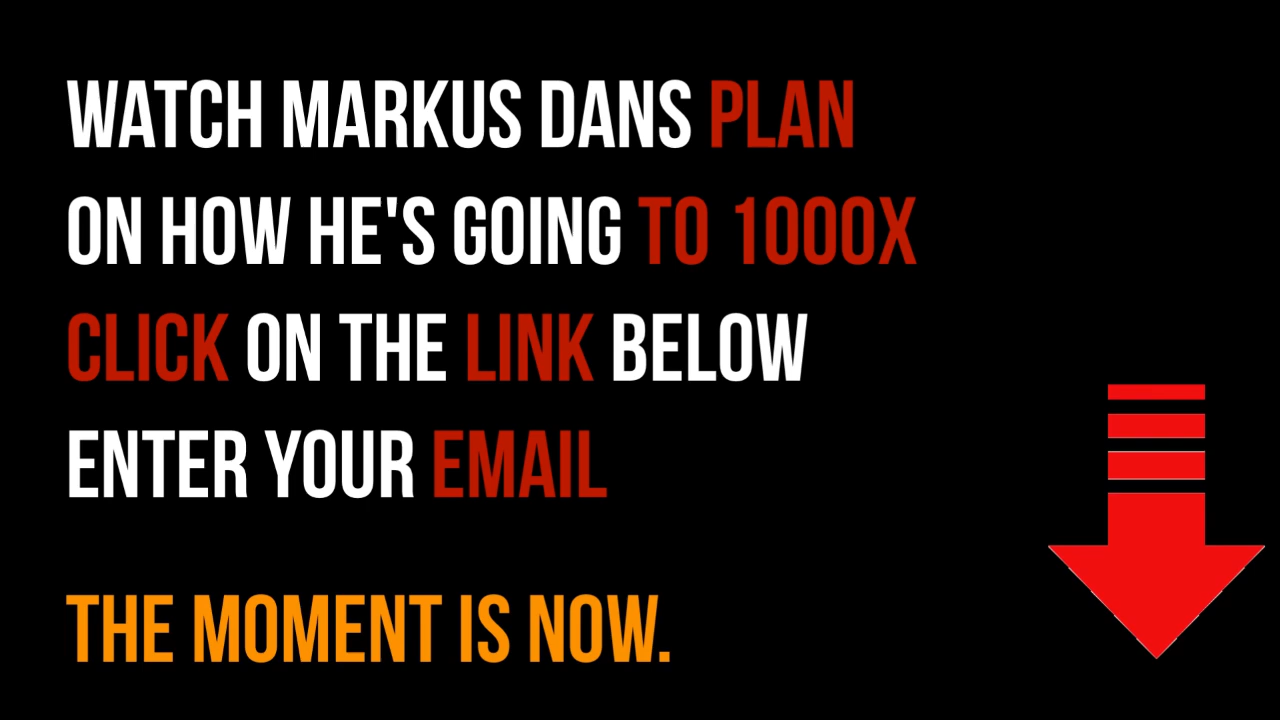 WATCH MARKUS DANS PLAN
ON HOW HE'S GOING TO 1000X
CLICK ON THE LINK BELOW
ENTER YOUR EMAIL
THE MOMENT IS NOW.